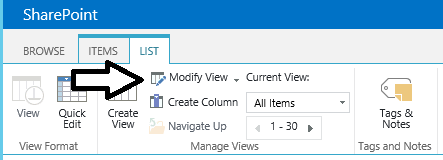 SharePoint
BROWSE ITEMS LIST
View
Quick Edit
Create View
Modify View
Create Column
Navigate Up
Current View:
All Items
1 - 30
Tags & Notes
View Format
Manage Views
Tags and Notes